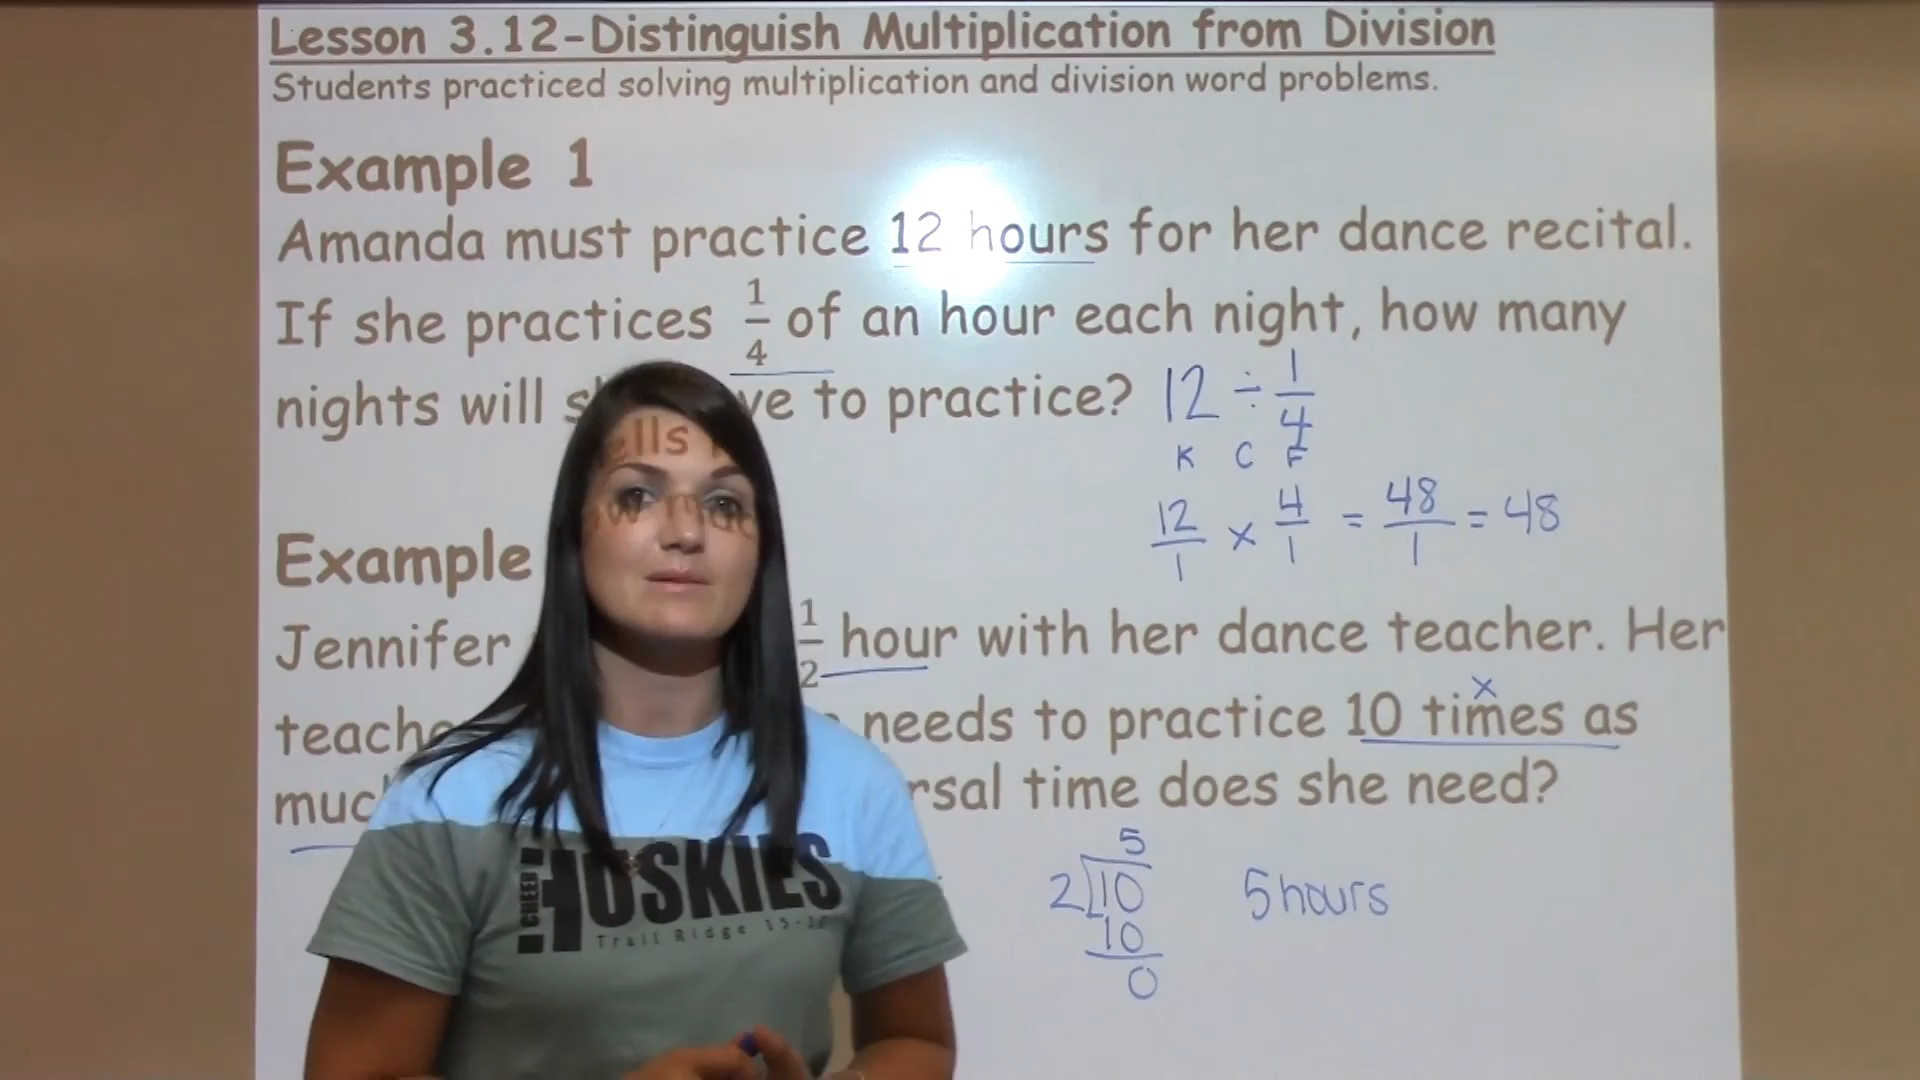 Lesson 3.12-Distinguish Multiplication from Division
Students practiced solving multiplication and division word problems.
Example 1
Amanda must practice 12 hours for her dance recital.
If she practices 1/4 of an hour each night, how many
nights will to practice? 12 ÷ 1/4
K C F
12/1 x 4/1 = 48/1 = 48
Example
Jennifer 1/2 hour with her dance teacher. Her
x
needs to practice 10 times as
time does she need?
ells
5
2 10 5 hours
10
0
CHEER HUSKIES
Trail Ridge